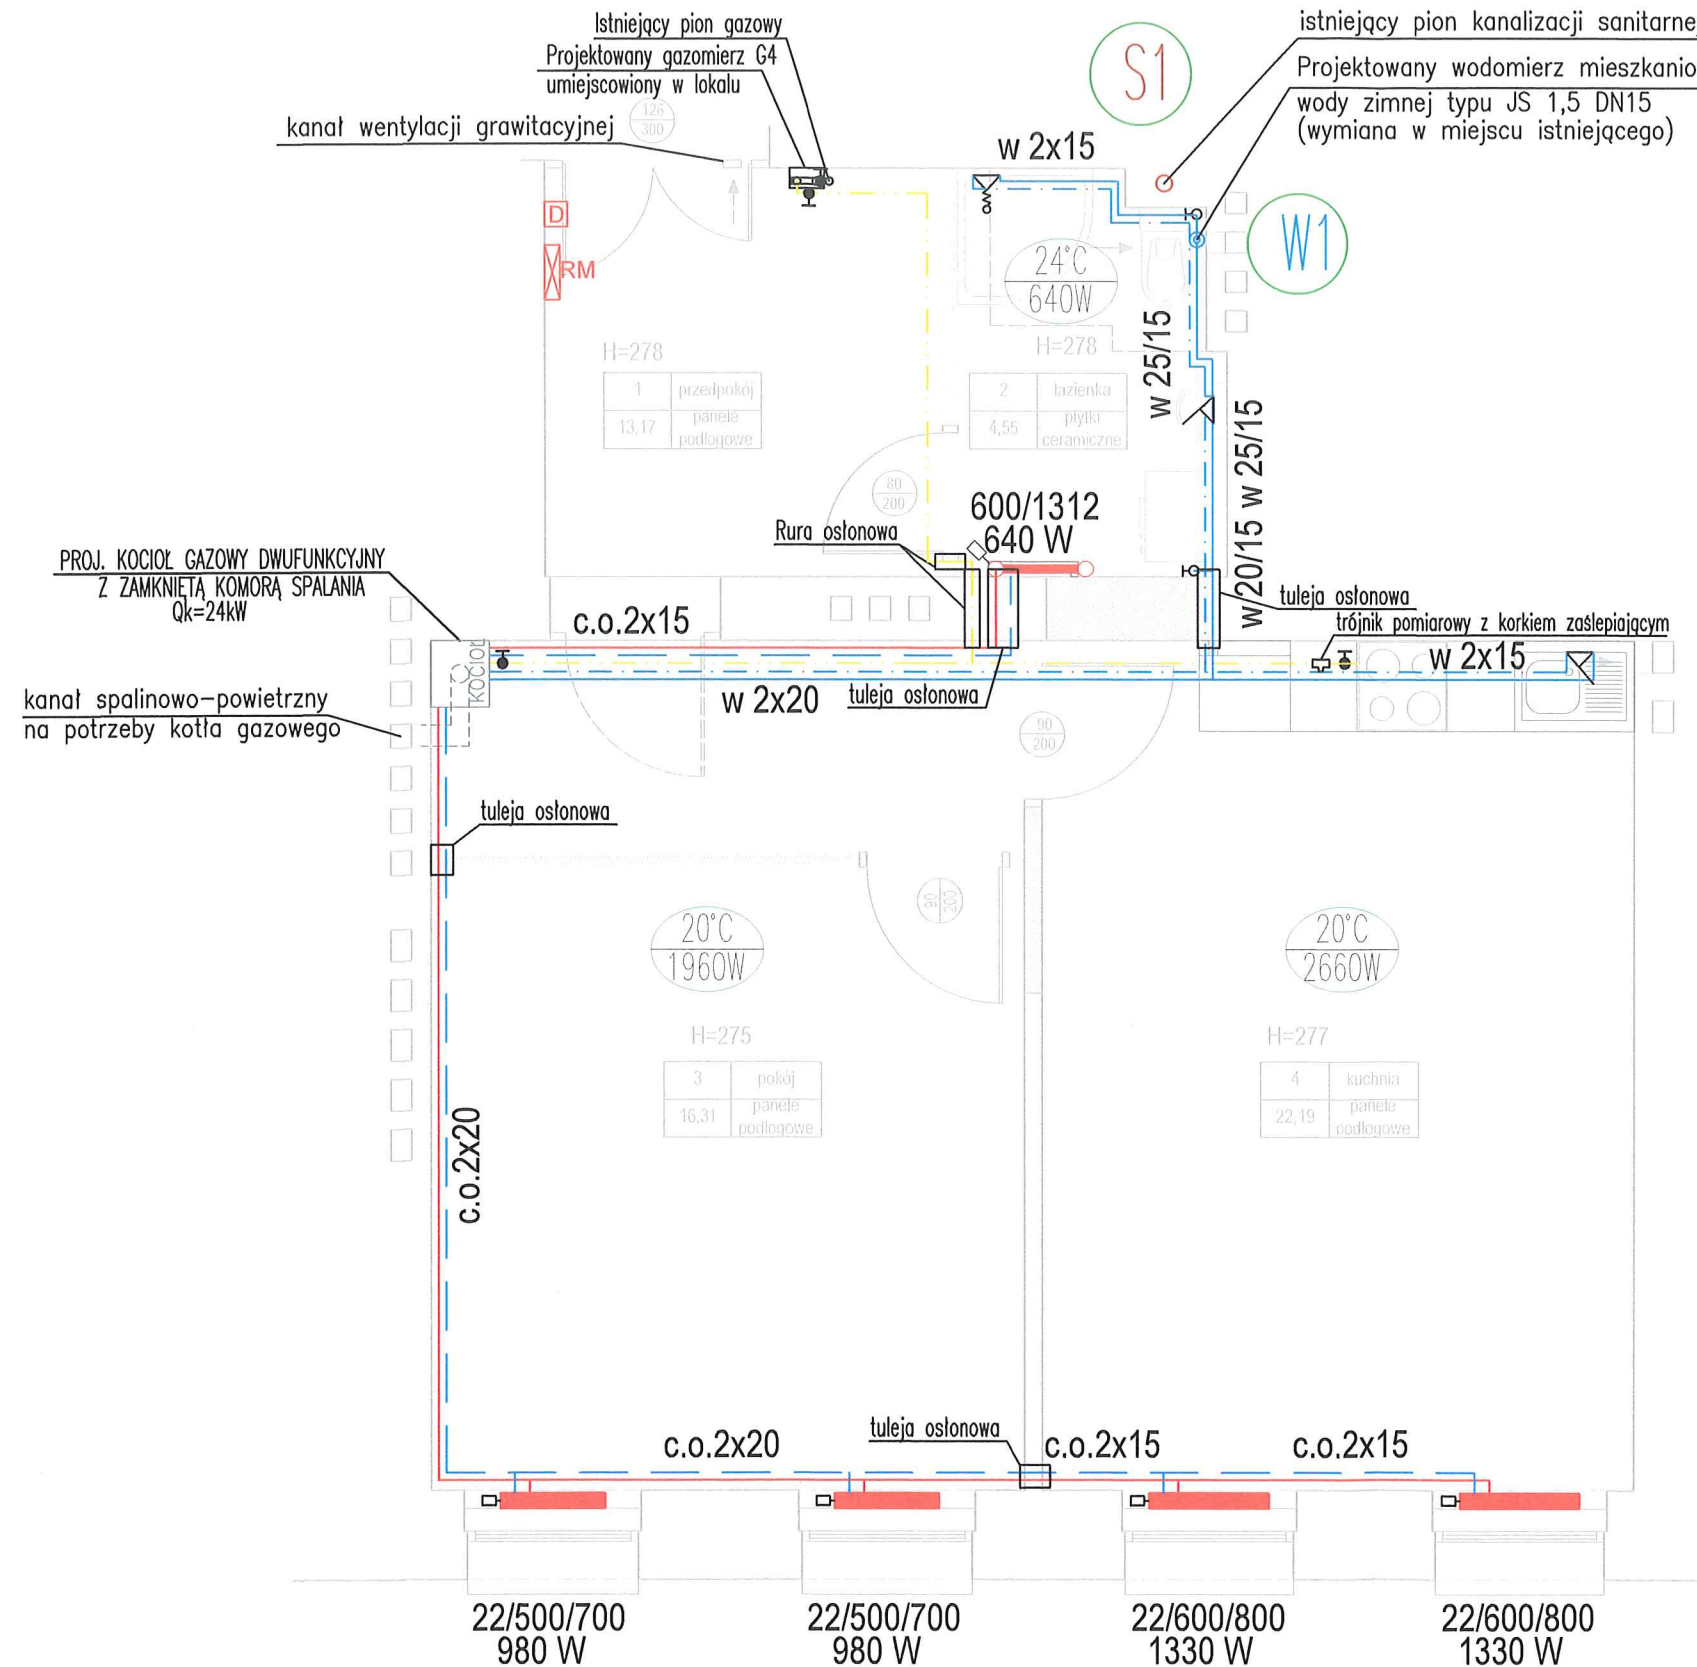 Istniejący pion gazowy
Projektowany gazomierz G4
umiejscowiony w lokalu
kanał wentylacji grawitacyjnej
126
300
S1
istniejący pion kanalizacji sanitarnej
Projektowany wodomierz mieszkanio
wody zimnej typu JS 1,5 DN15
(wymiana w miejscu istniejącego)
w 2x15
W1
D
RM
24°C
640W
H=278
1 przedpokój
13,17 panele
podłogowe
H=278
2 łazienka
4,55 płytki
ceramiczne
w 25/15
w 20/15 w 25/15
80
200
600/1312
640 W
Rura osłonowa
PROJ. KOCIOŁ GAZOWY DWUFUNKCYJNY
Z ZAMKNIĘTĄ KOMORĄ SPALANIA
Qk=24kW
c.o.2x15
tuleja osłonowa
trójnik pomiarowy z korkiem zaślepiającym
w 2x15
KOCIOŁ
w 2x20
tuleja osłonowa
kanał spalinowo-powietrzny
na potrzeby kotła gazowego
90
200
tuleja osłonowa
90
200
20°C
1960W
20°C
2660W
H=275
3 pokój
16,31 panele
podłogowe
H=277
4 kuchnia
22,19 panele
podłogowe
c.o.2x20
c.o.2x20
tuleja osłonowa
c.o.2x15
c.o.2x15
22/500/700
980 W
22/500/700
980 W
22/600/800
1330 W
22/600/800
1330 W